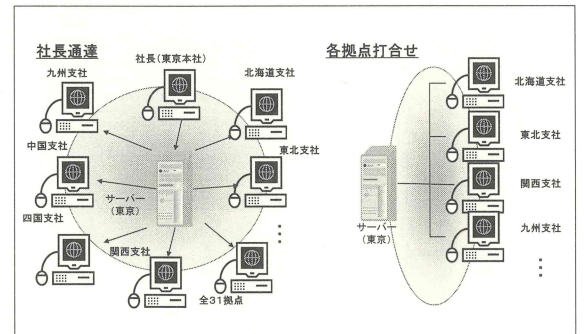 社長通達
九州支社
社長(東京本社)
北海道支社
中国支社
東北支社
サーバー
(東京)
四国支社
関西支社
全31拠点
各拠点打合せ
北海道支社
東北支社
関西支社
サーバー
(東京)
九州支社